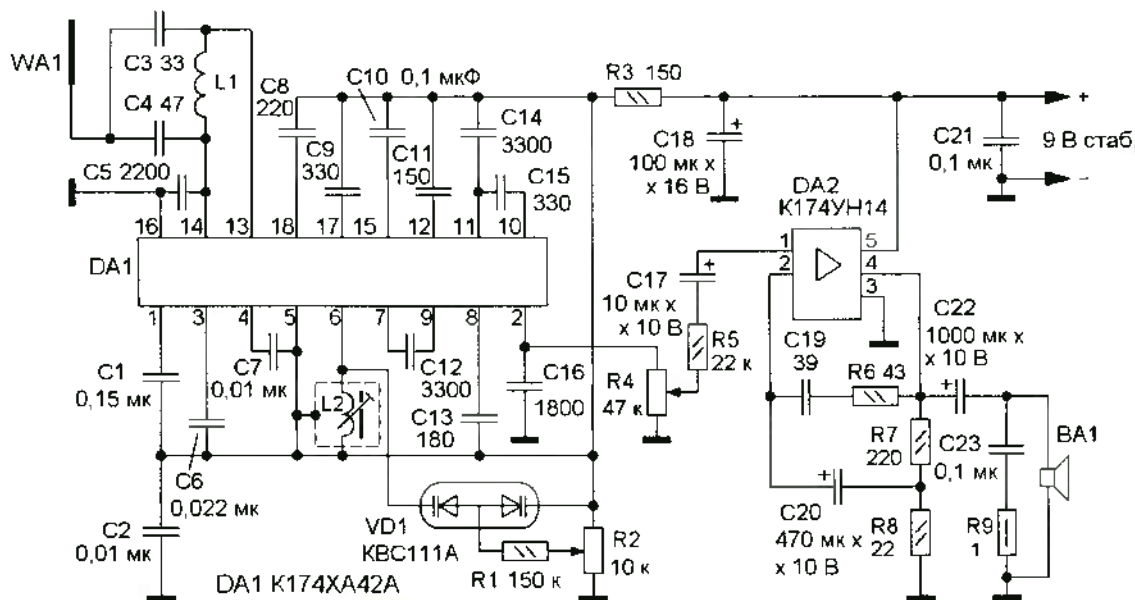 WA1
C3 33
L1
C4 47
C5 2200
C8
220
C10 0,1 мкФ
C9
330
C11
150
C14
3300
C15
330
R3 150
C18
100 мк х
х 16 В
C21
0,1 мк
+
9 В стаб.
−
16 14 13 18 17 15 12 11 10
DA1
1 3 4 5 6 7 9 8 2
DA2
К174УН14
1
2
5
4
3
C17
10 мк х
х 10 В
R5
22 к
C22
1000 мк х
х 10 В
C19
39
R6 43
C1
0,15 мк
C7
0,01 мк
L2
C12
3300
C13
180
C16
1800
R4
47 к
R7
220
C23
0,1 мк
BA1
C6
0,022 мк
C2
0,01 мк
VD1
КВС111А
R1 150 к
R2
10 к
C20
470 мк х
х 10 В
R8
22
R9
1
DA1 К174ХА42А